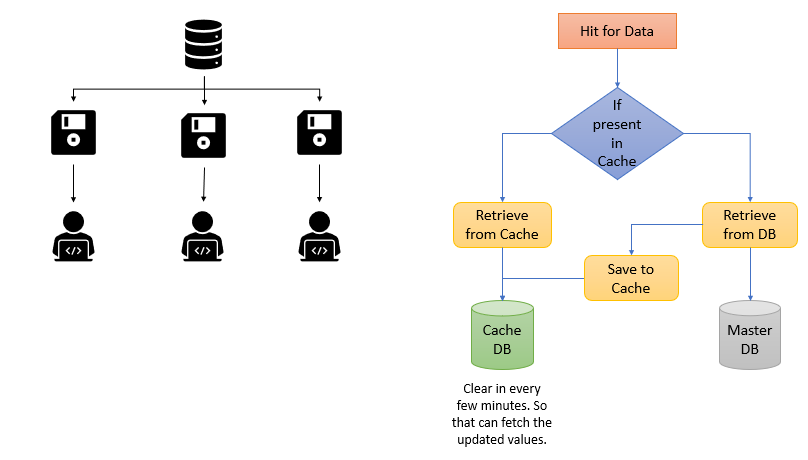 Hit for Data
If
present
in
Cache
Retrieve
from Cache
Retrieve
from DB
Save to
Cache
Cache
DB
Master
DB
Clear in every
few minutes. So
that can fetch the
updated values.